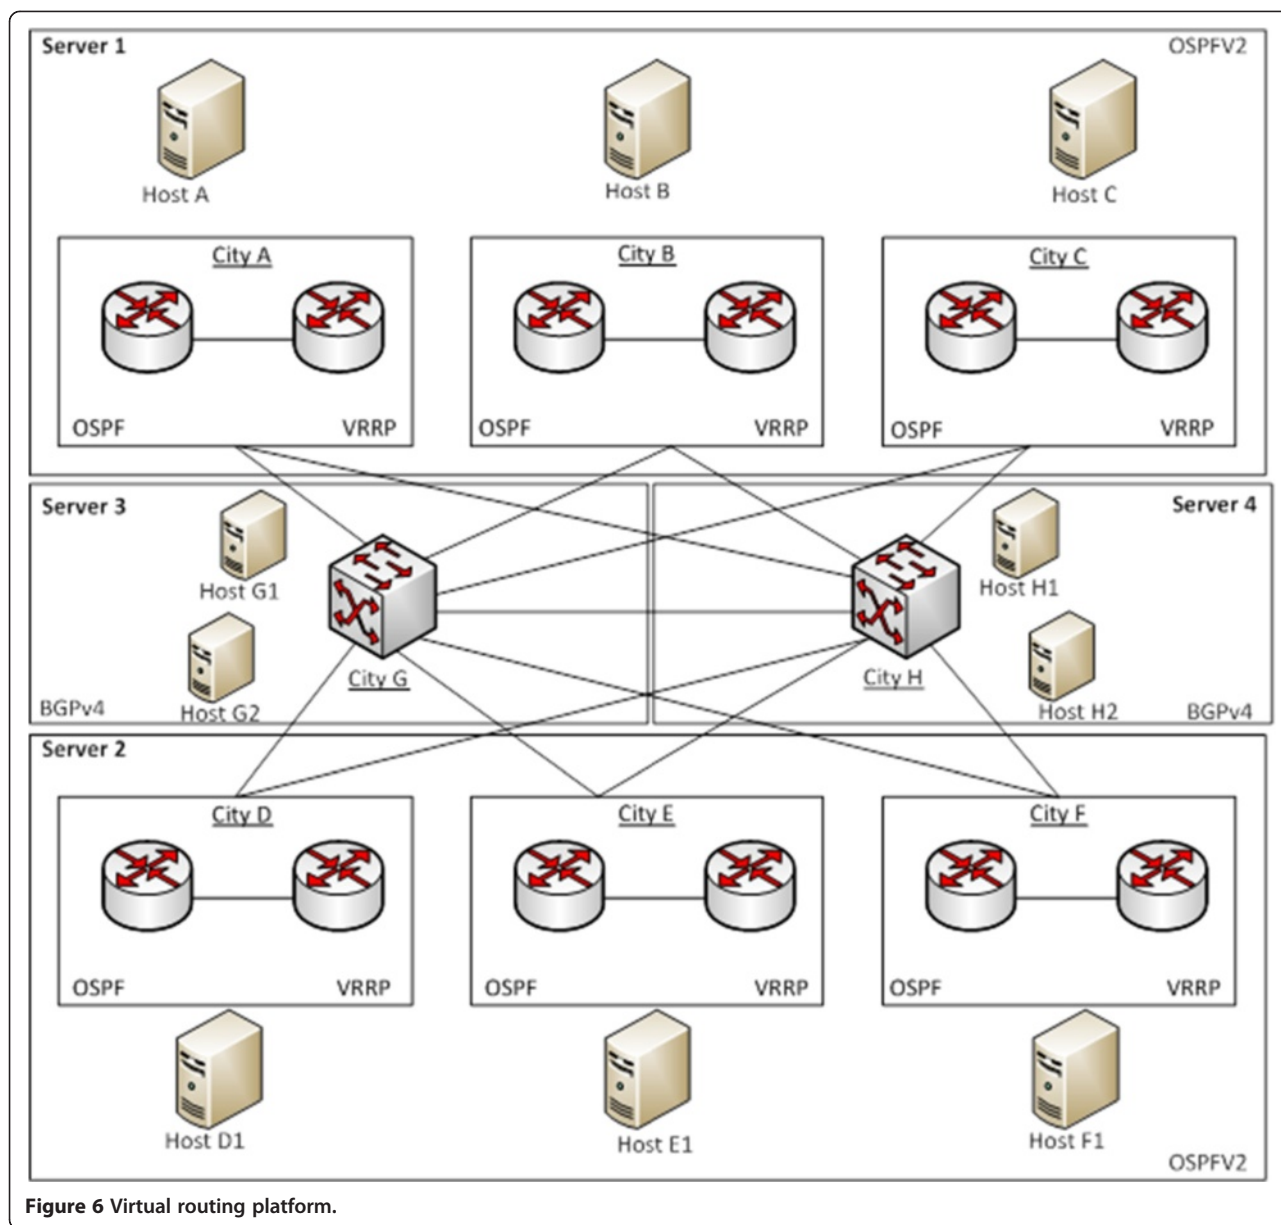 Server 1
OSPFV2
Host A
Host B
Host C
City A
City B
City C
OSPF
VRRP
OSPF
VRRP
OSPF
VRRP
Server 3
Server 4
Host G1
Host H1
City G
City H
Host G2
Host H2
BGPv4
BGPv4
Server 2
City D
City E
City F
OSPF
VRRP
OSPF
VRRP
OSPF
VRRP
Host D1
Host E1
Host F1
OSPFV2
Figure 6 Virtual routing platform.